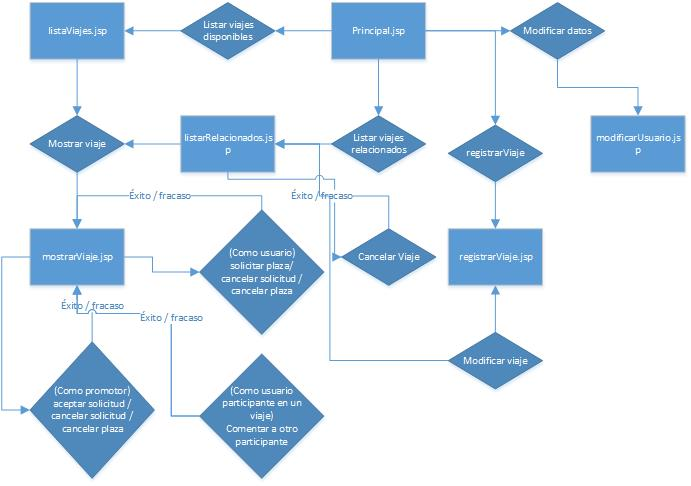 listaViajes.jsp
Listar viajes
disponibles
Principal.jsp
Modificar datos
Mostrar viaje
listarRelacionados.js
p
Listar viajes
relacionados
registrarViaje
modificarUsuario.js
p
Éxito / fracaso
Éxito / fracaso
mostrarViaje.jsp
(Como usuario)
solicitar plaza/
cancelar solicitud /
cancelar plaza
Cancelar Viaje
registrarViaje.jsp
Éxito / fracaso
Éxito / fracaso
Modificar viaje
(Como promotor)
aceptar solicitud /
cancelar solicitud /
cancelar plaza
(Como usuario
participante en un
viaje)
Comentar a otro
participante